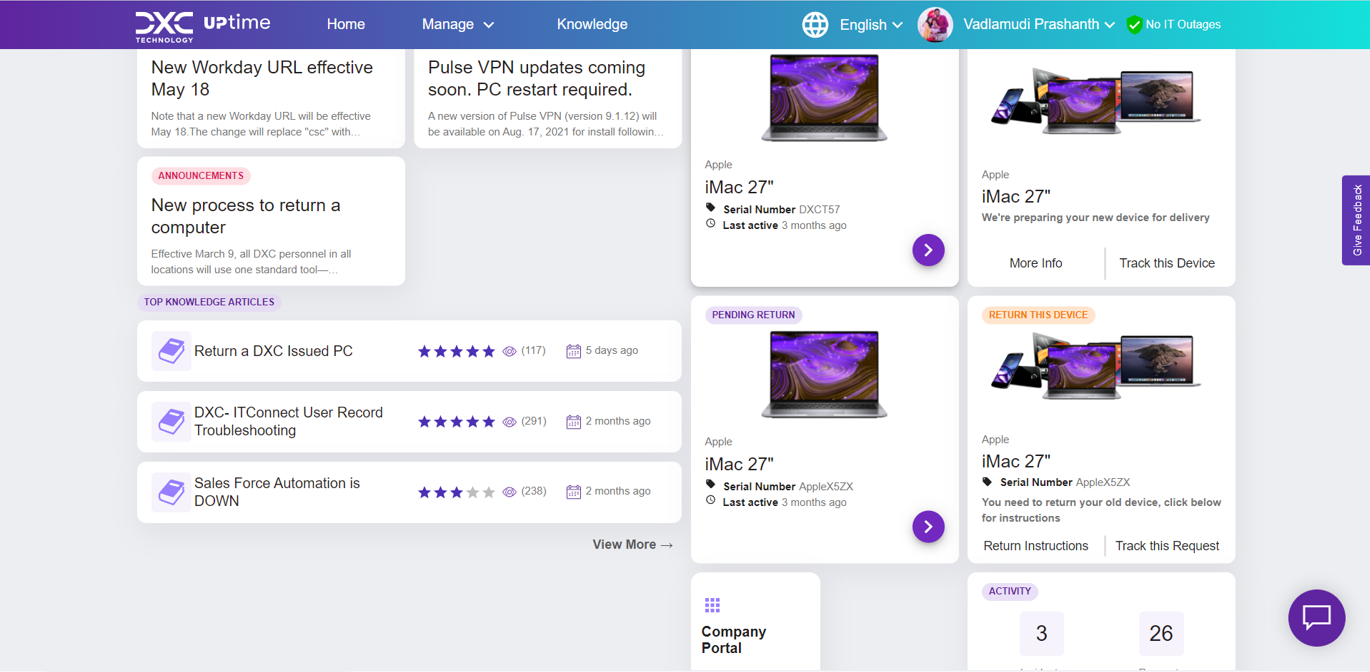 DXC
TECHNOLOGY
UPtime
Home
Manage
Knowledge
English
Vadlamudi Prashanth
No IT Outages
New Workday URL effective
May 18
Note that a new Workday URL will be effective
May 18.The change will replace "csc" with…
Pulse VPN updates coming
soon. PC restart required.
A new version of Pulse VPN (version 9.1.12) will
be available on Aug. 17, 2021 for install followin…
ANNOUNCEMENTS
New process to return a
computer
Effective March 9, all DXC personnel in all
locations will use one standard tool—…
TOP KNOWLEDGE ARTICLES
Return a DXC Issued PC
(117)
5 days ago
DXC- ITConnect User Record
Troubleshooting
(291)
2 months ago
Sales Force Automation is
DOWN
(238)
2 months ago
View More →
Apple
iMac 27"
Serial Number DXCT57
Last active 3 months ago
Apple
iMac 27"
We're preparing your new device for delivery
More Info
Track this Device
PENDING RETURN
Apple
iMac 27"
Serial Number AppleX5ZX
Last active 3 months ago
RETURN THIS DEVICE
Apple
iMac 27"
Serial Number AppleX5ZX
You need to return your old device, click below
for instructions
Return Instructions
Track this Request
Company
Portal
ACTIVITY
3
26
Give Feedback